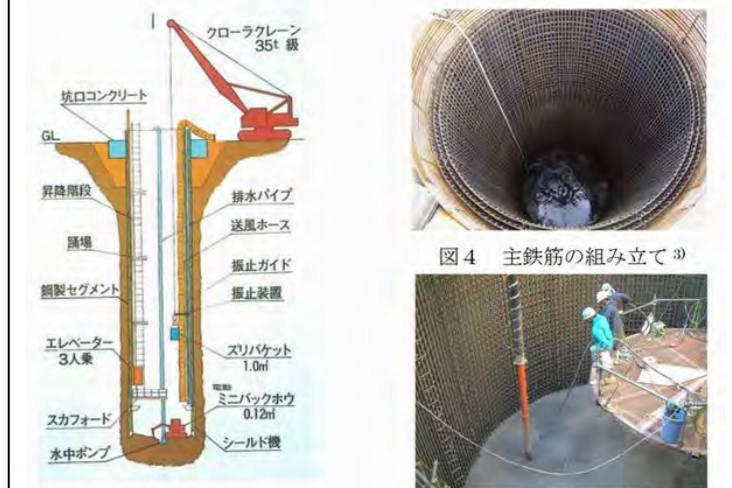 クローラクレーン
35t 級
坑口コンクリート
GL
昇降階段
踊場
鋼製セグメント
エレベーター
3人乗
スカフォード
水中ポンプ
排水パイプ
送風ホース
振止ガイド
振止装置
ズリバケット
1.0㎥
電動
ミニバックホウ
0.12㎥
シールド機
図4 主鉄筋の組み立て 3)